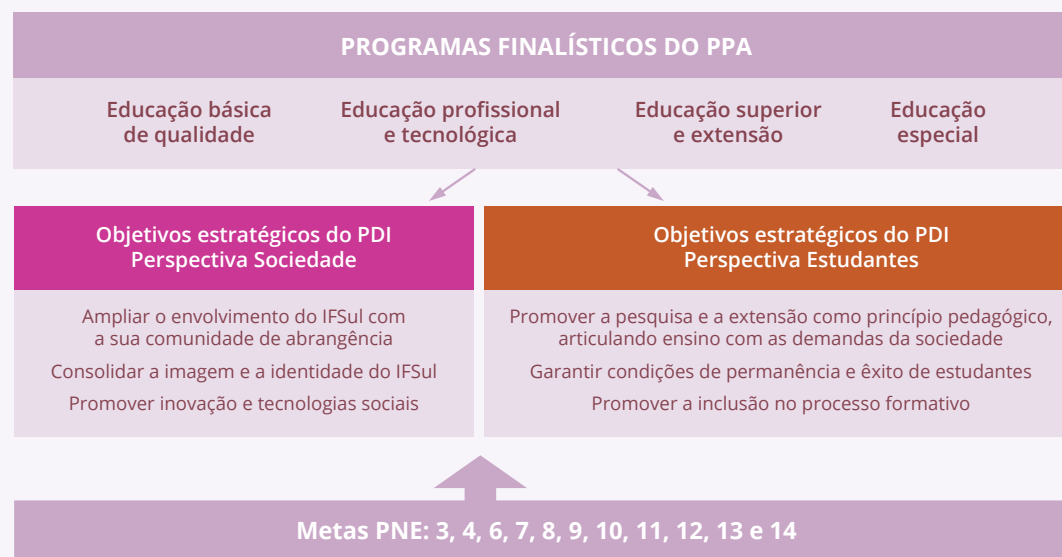 PROGRAMAS FINALÍSTICOS DO PPA
Educação básica
de qualidade
Educação profissional
e tecnológica
Educação superior
e extensão
Educação
especial
Objetivos estratégicos do PDI
Perspectiva Sociedade
Ampliar o envolvimento do IFSul com
a sua comunidade de abrangência
Consolidar a imagem e a identidade do IFSul
Promover inovação e tecnologias sociais
Objetivos estratégicos do PDI
Perspectiva Estudantes
Promover a pesquisa e a extensão como princípio pedagógico,
articulando ensino com as demandas da sociedade
Garantir condições de permanência e êxito de estudantes
Promover a inclusão no processo formativo
Metas PNE: 3, 4, 6, 7, 8, 9, 10, 11, 12, 13 e 14